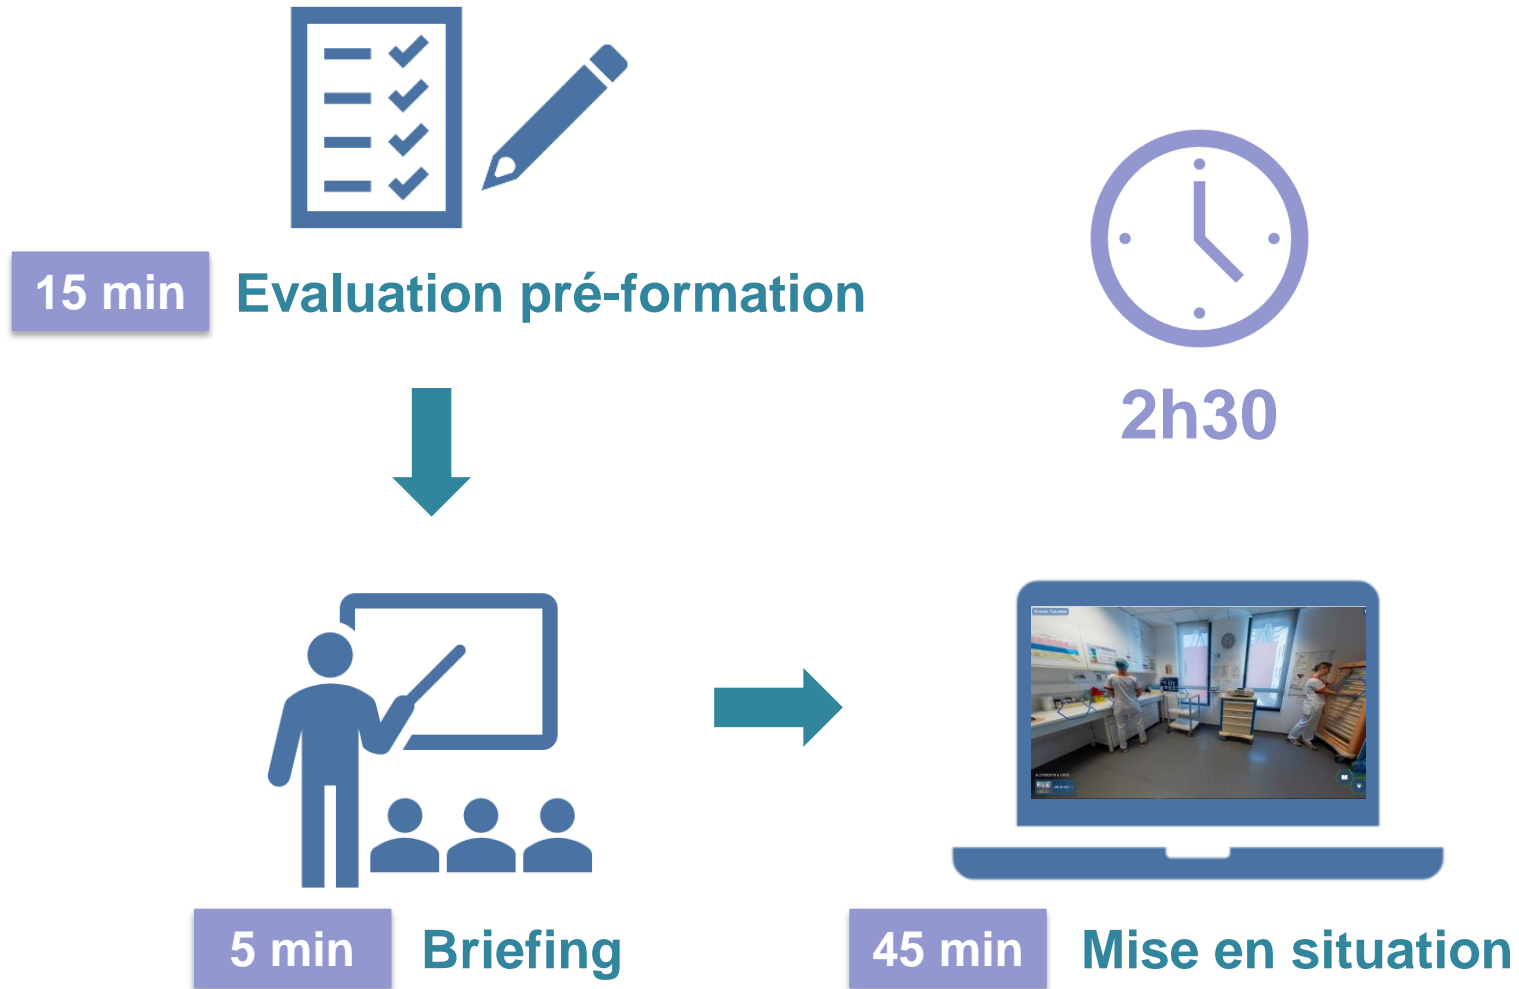 15 min
Evaluation pré-formation
2h30
5 min
Briefing
45 min
Mise en situation